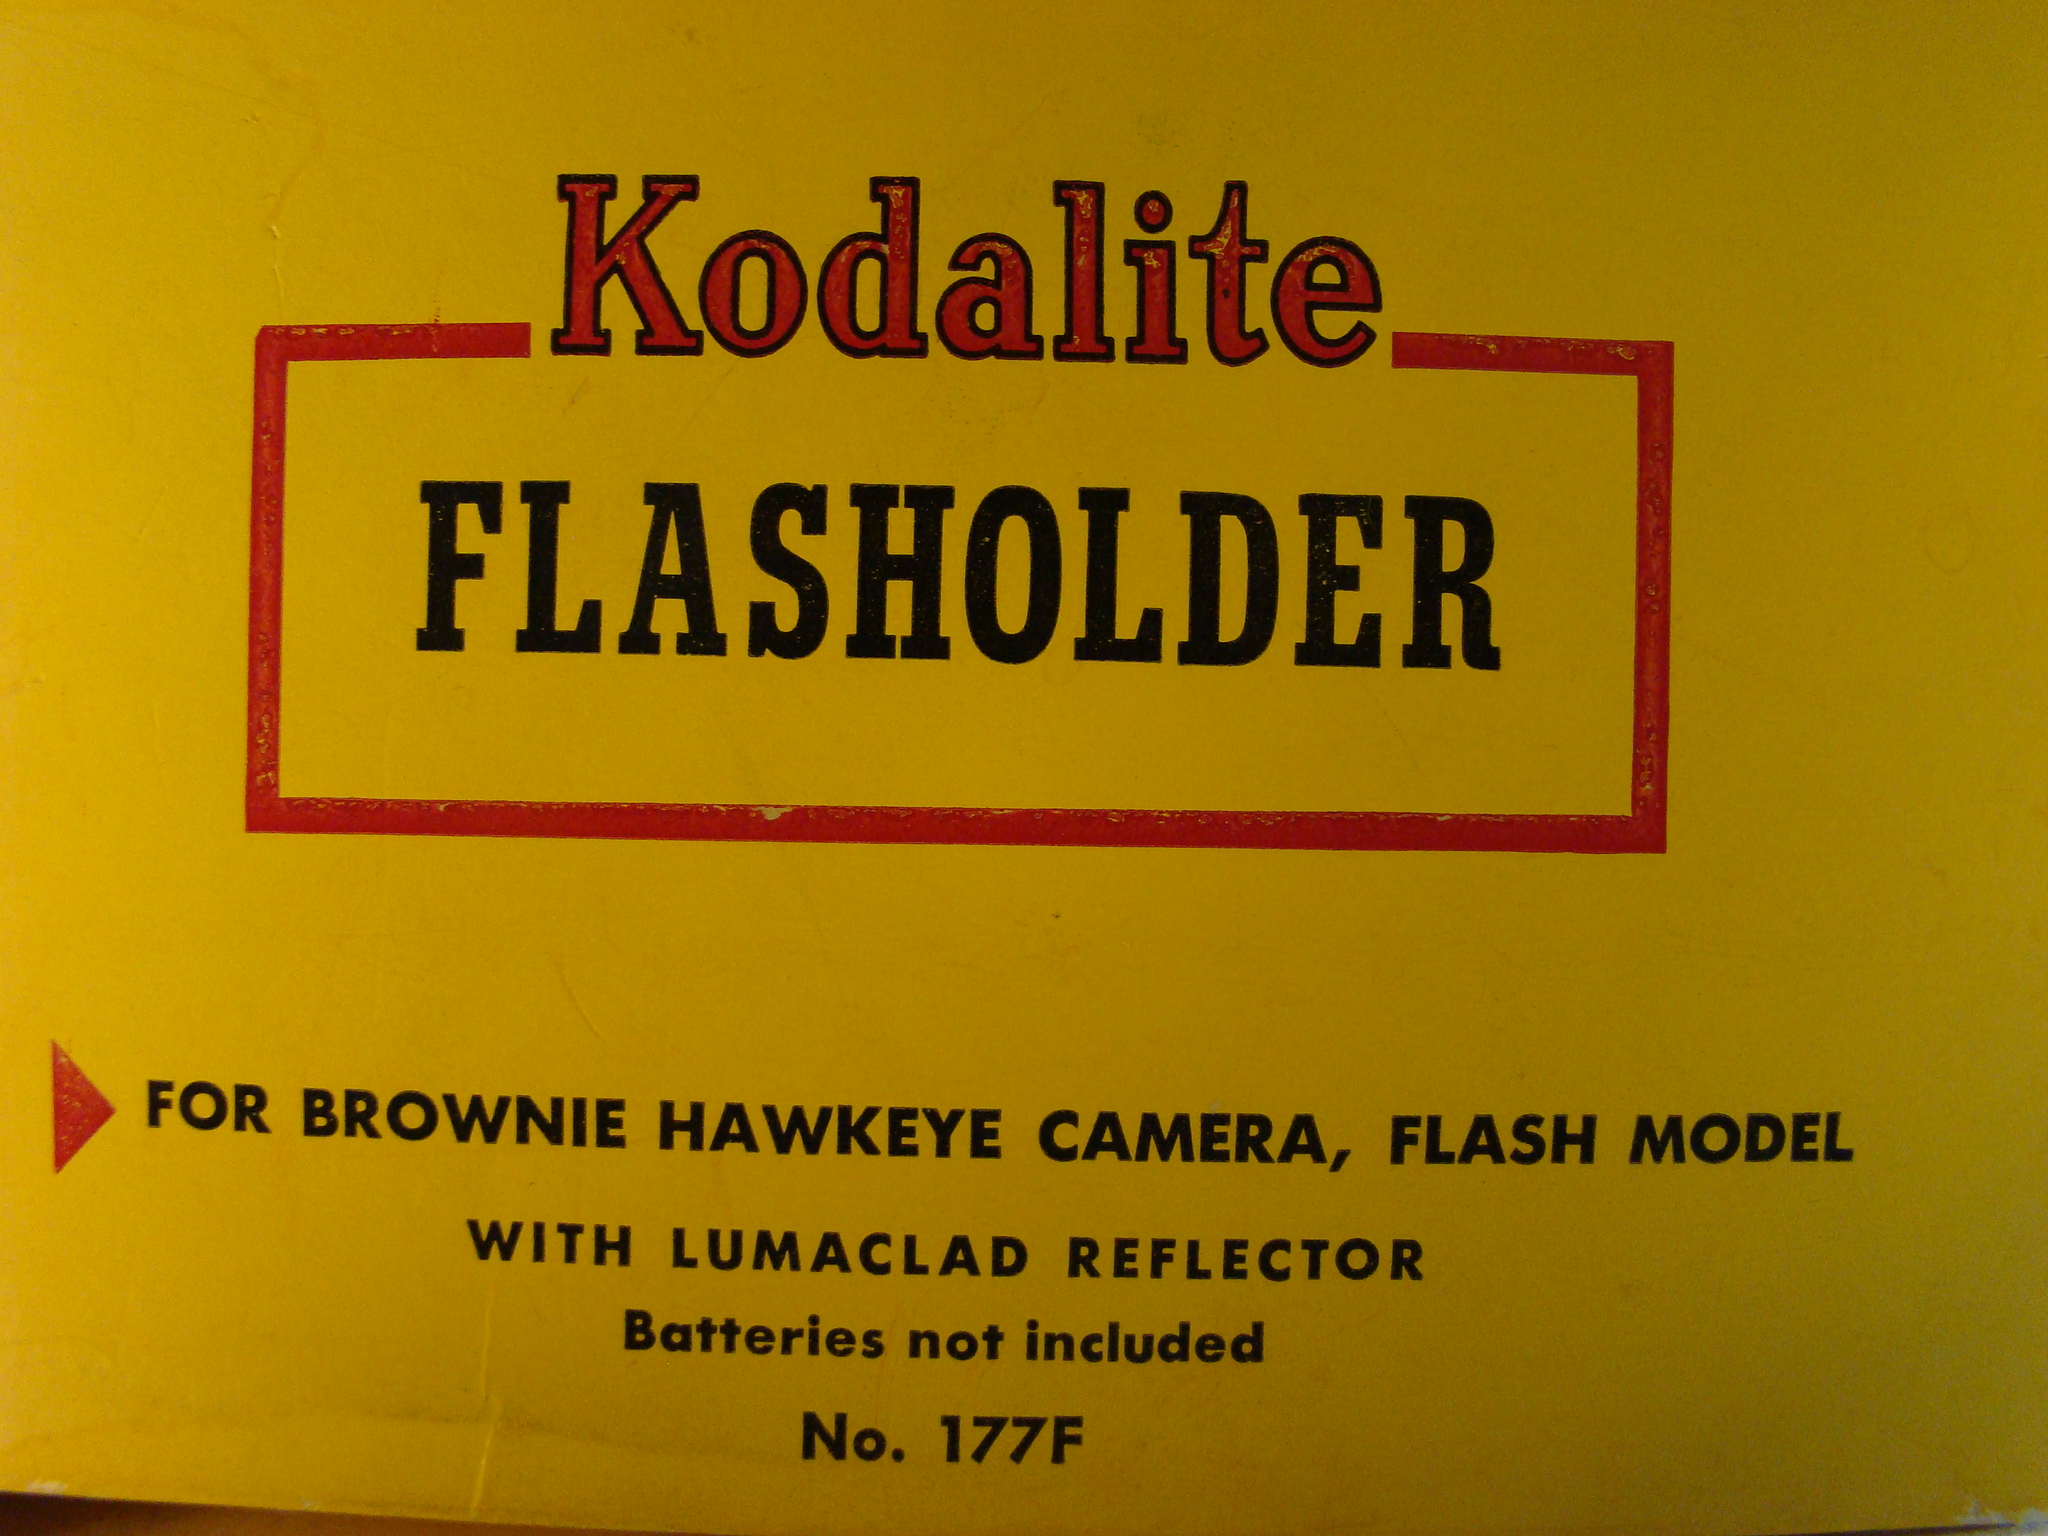 Kodalite
FLASHOLDER
FOR BROWNIE HAWKEYE CAMERA, FLASH MODEL
WITH LUMACLAD REFLECTOR
Batteries not included
No. 177F